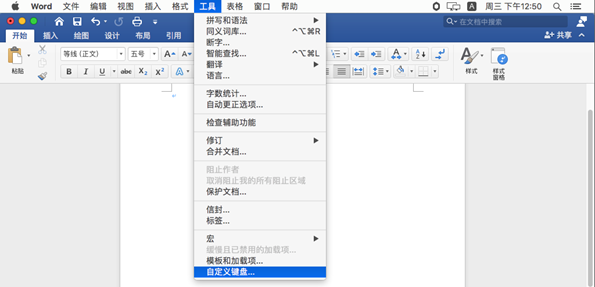 Word 文件 编辑 视图 插入 格式 工具 表格 窗口 帮助 周三 下午12:50
在文档中搜索
开始 插入 绘图 设计 布局 引用 共享
粘贴
等线 (正文) 五号
B I U abc X₂ X² A
样式
样式
窗格
拼写和语法
同义词库... ^⌥⌘R
断字...
智能查找... ^⌥⌘L
翻译
语言...
字数统计...
自动更正选项...
检查辅助功能
修订
合并文档...
阻止作者
取消阻止我的所有阻止区域
保护文档...
信封...
标签...
宏
缓慢且已禁用的加载项...
模板和加载项...
自定义键盘...